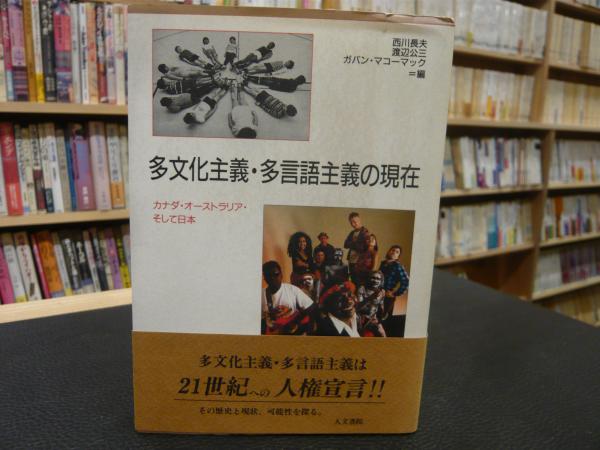 西川長夫
渡辺公三
ガバン・マコーマック
=編
多文化主義・多言語主義の現在
カナダ・オーストラリア・
そして日本
多文化主義・多言語主義は
21世紀への人権宣言!!
その歴史と現状、可能性を探る。
人文書院